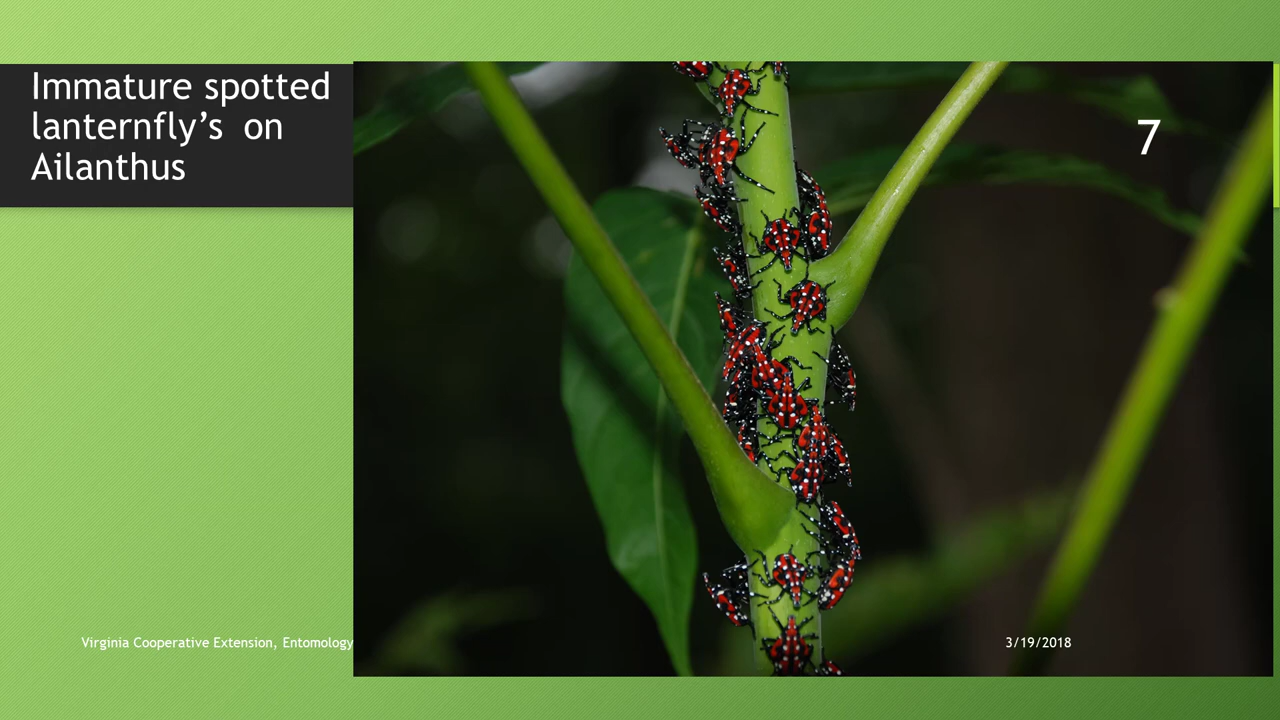 Immature spotted
lanternfly’s  on
Ailanthus
7
Virginia Cooperative Extension, Entomology
3/19/2018